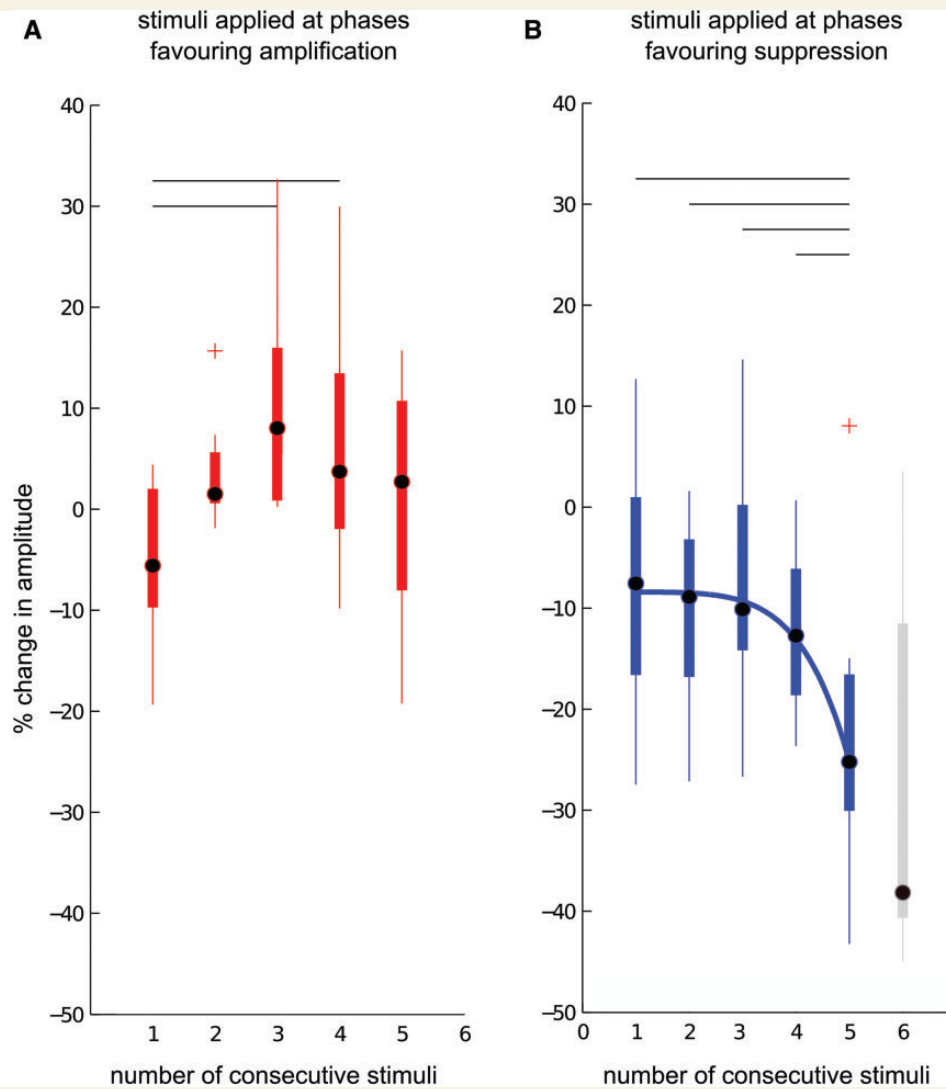 A
stimuli applied at phases
favouring amplification
% change in amplitude
40
30
20
10
0
−10
−20
−30
−40
−50
1 2 3 4 5 6
number of consecutive stimuli
B
stimuli applied at phases
favouring suppression
40
30
20
10
0
−10
−20
−30
−40
−50
0 1 2 3 4 5 6
number of consecutive stimuli